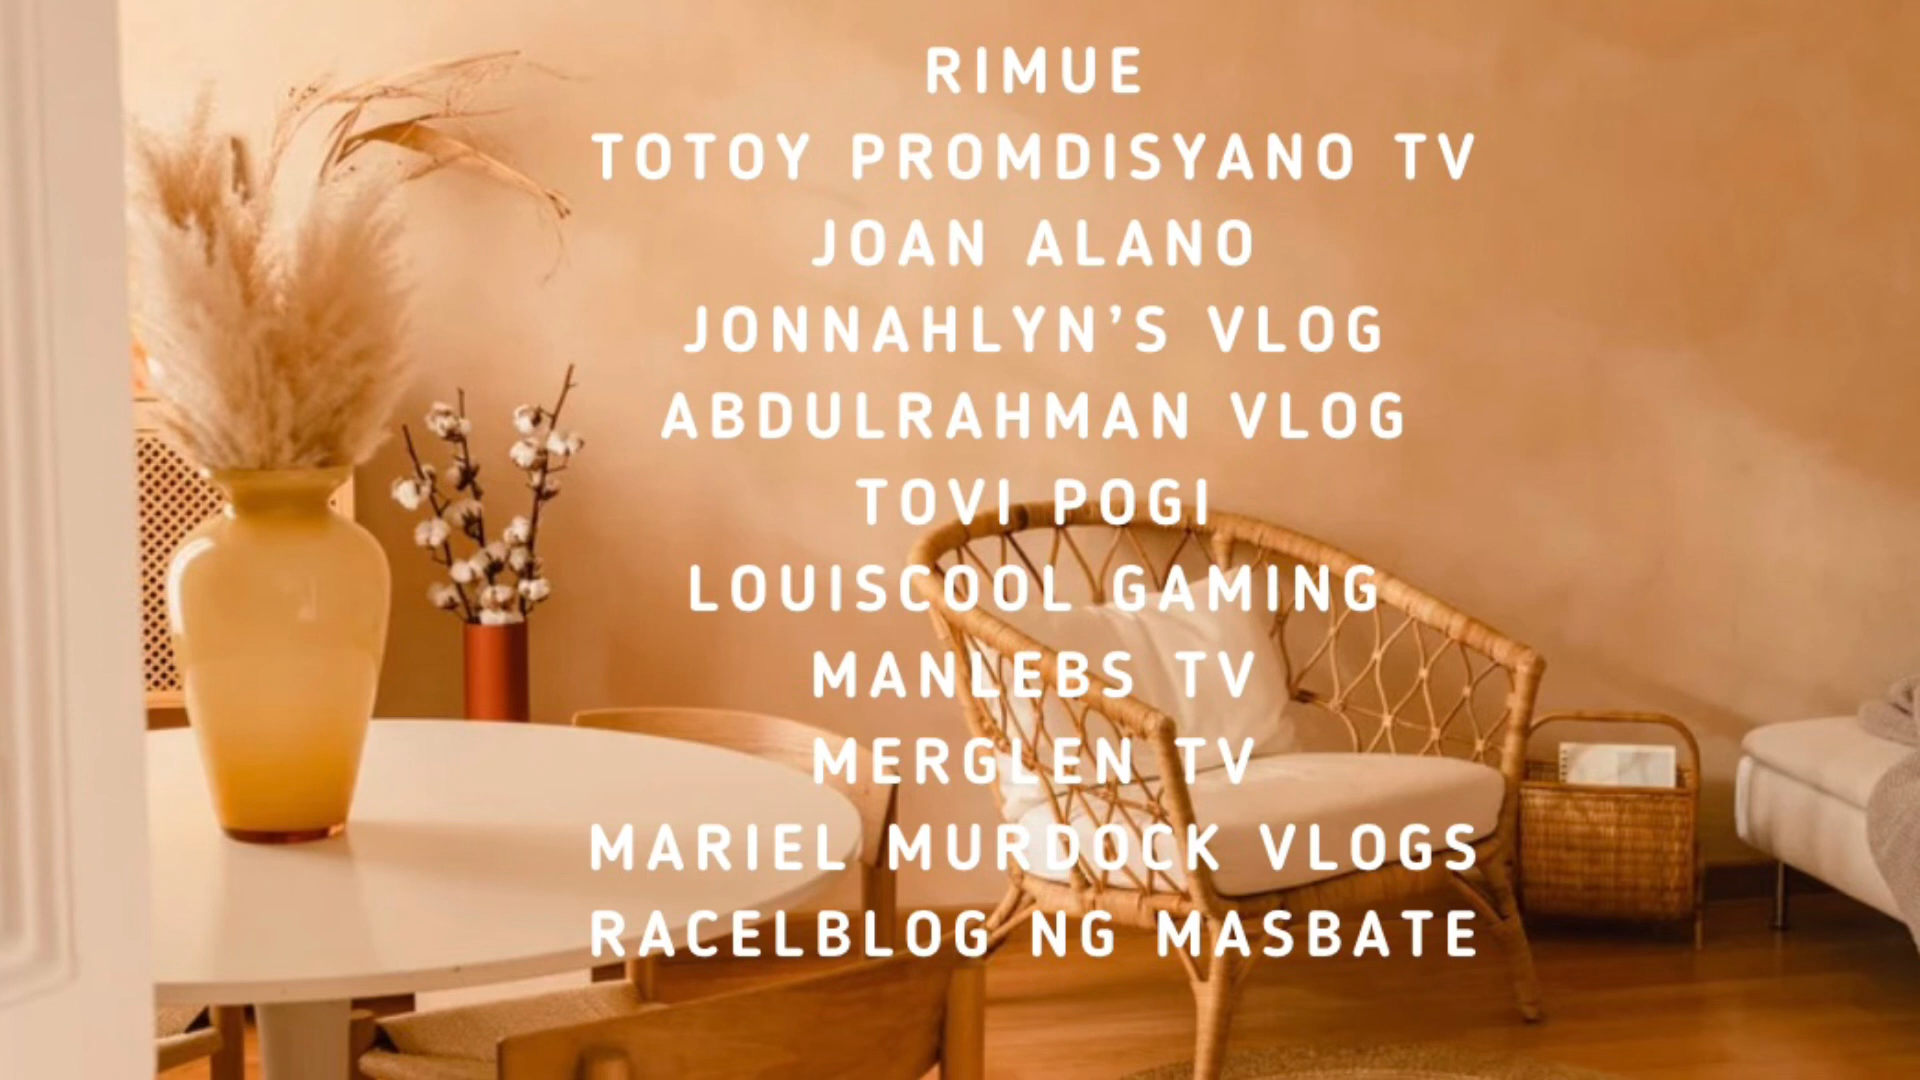 RIMUE
TOTOY PROMDISYANO TV
JOAN ALANO
JONNAHLYN’S VLOG
ABDULRAHMAN VLOG
TOVI POGI
LOUISCOOL GAMING
MANLEBS TV
MERGLEN TV
MARIEL MURDOCK VLOGS
RACELBLOG NG MASBATE